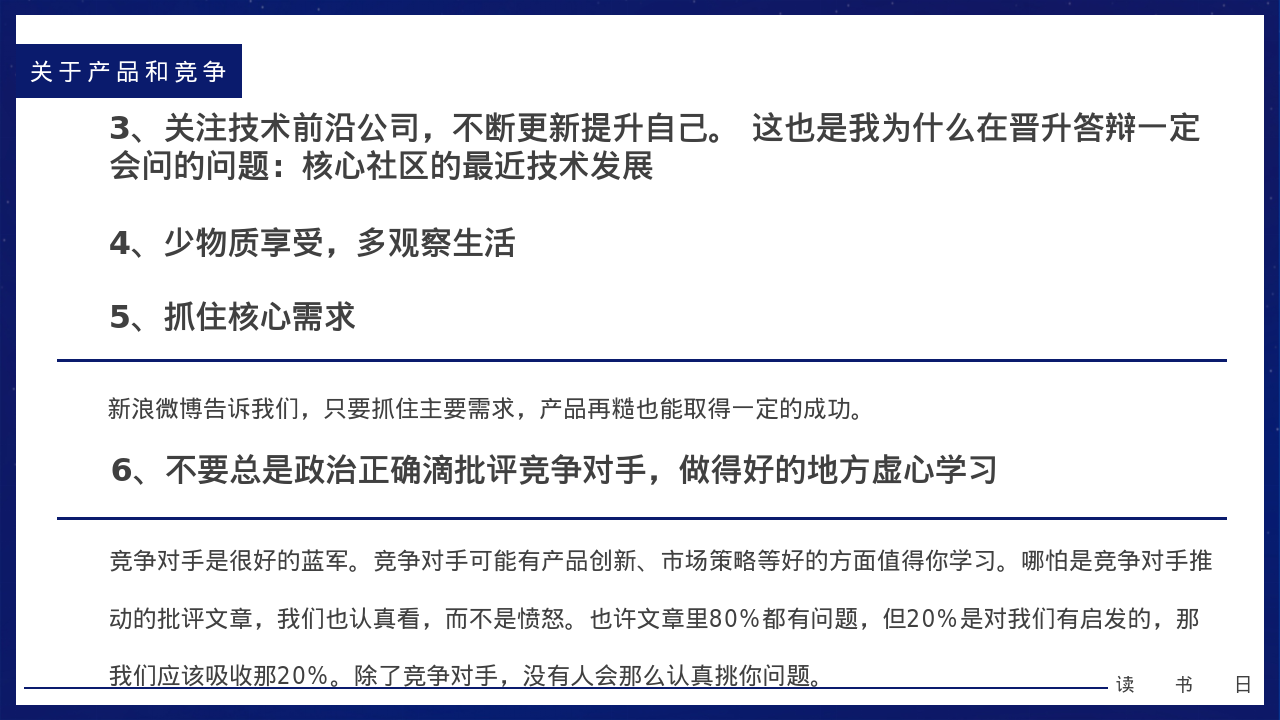 关于产品和竞争
3、关注技术前沿公司，不断更新提升自己。 这也是我为什么在晋升答辩一定
会问的问题：核心社区的最近技术发展
4、少物质享受，多观察生活
5、抓住核心需求
新浪微博告诉我们，只要抓住主要需求，产品再糙也能取得一定的成功。
6、不要总是政治正确滴批评竞争对手，做得好的地方虚心学习
竞争对手是很好的蓝军。竞争对手可能有产品创新、市场策略等好的方面值得你学习。哪怕是竞争对手推
动的批评文章，我们也认真看，而不是愤怒。也许文章里80%都有问题，但20%是对我们有启发的，那
我们应该吸收那20%。除了竞争对手，没有人会那么认真挑你问题。
读 书 日